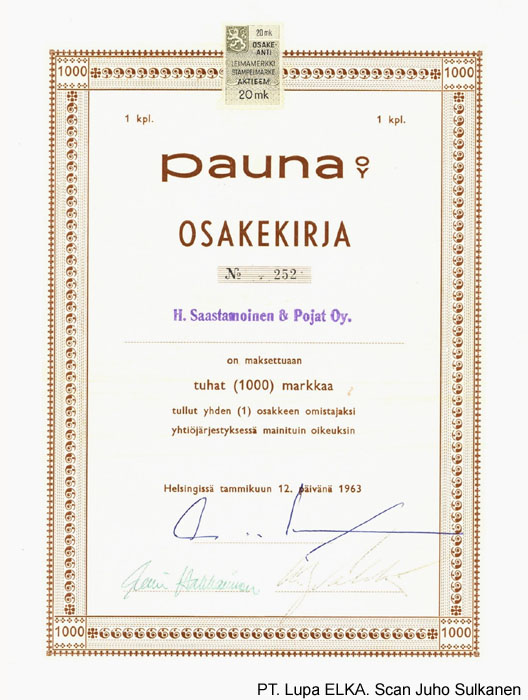 20 mk
OSAKE-
ANTI
LEIMAMERKKI
STÄMPELMÄRKE
AKTIEEM.
20 mk
1000 1000
1 kpl. 1 kpl.
pauna OY
OSAKEKIRJA
№ 252
H. Saastamoinen & Pojat Oy.
on maksettuaan
tuhat (1000) markkaa
tullut yhden (1) osakkeen omistajaksi
yhtiöjärjestyksessä mainituin oikeuksin
Helsingissä tammikuun 12. päivänä 1963
1000 1000
PT. Lupa ELKA. Scan Juho Sulkanen